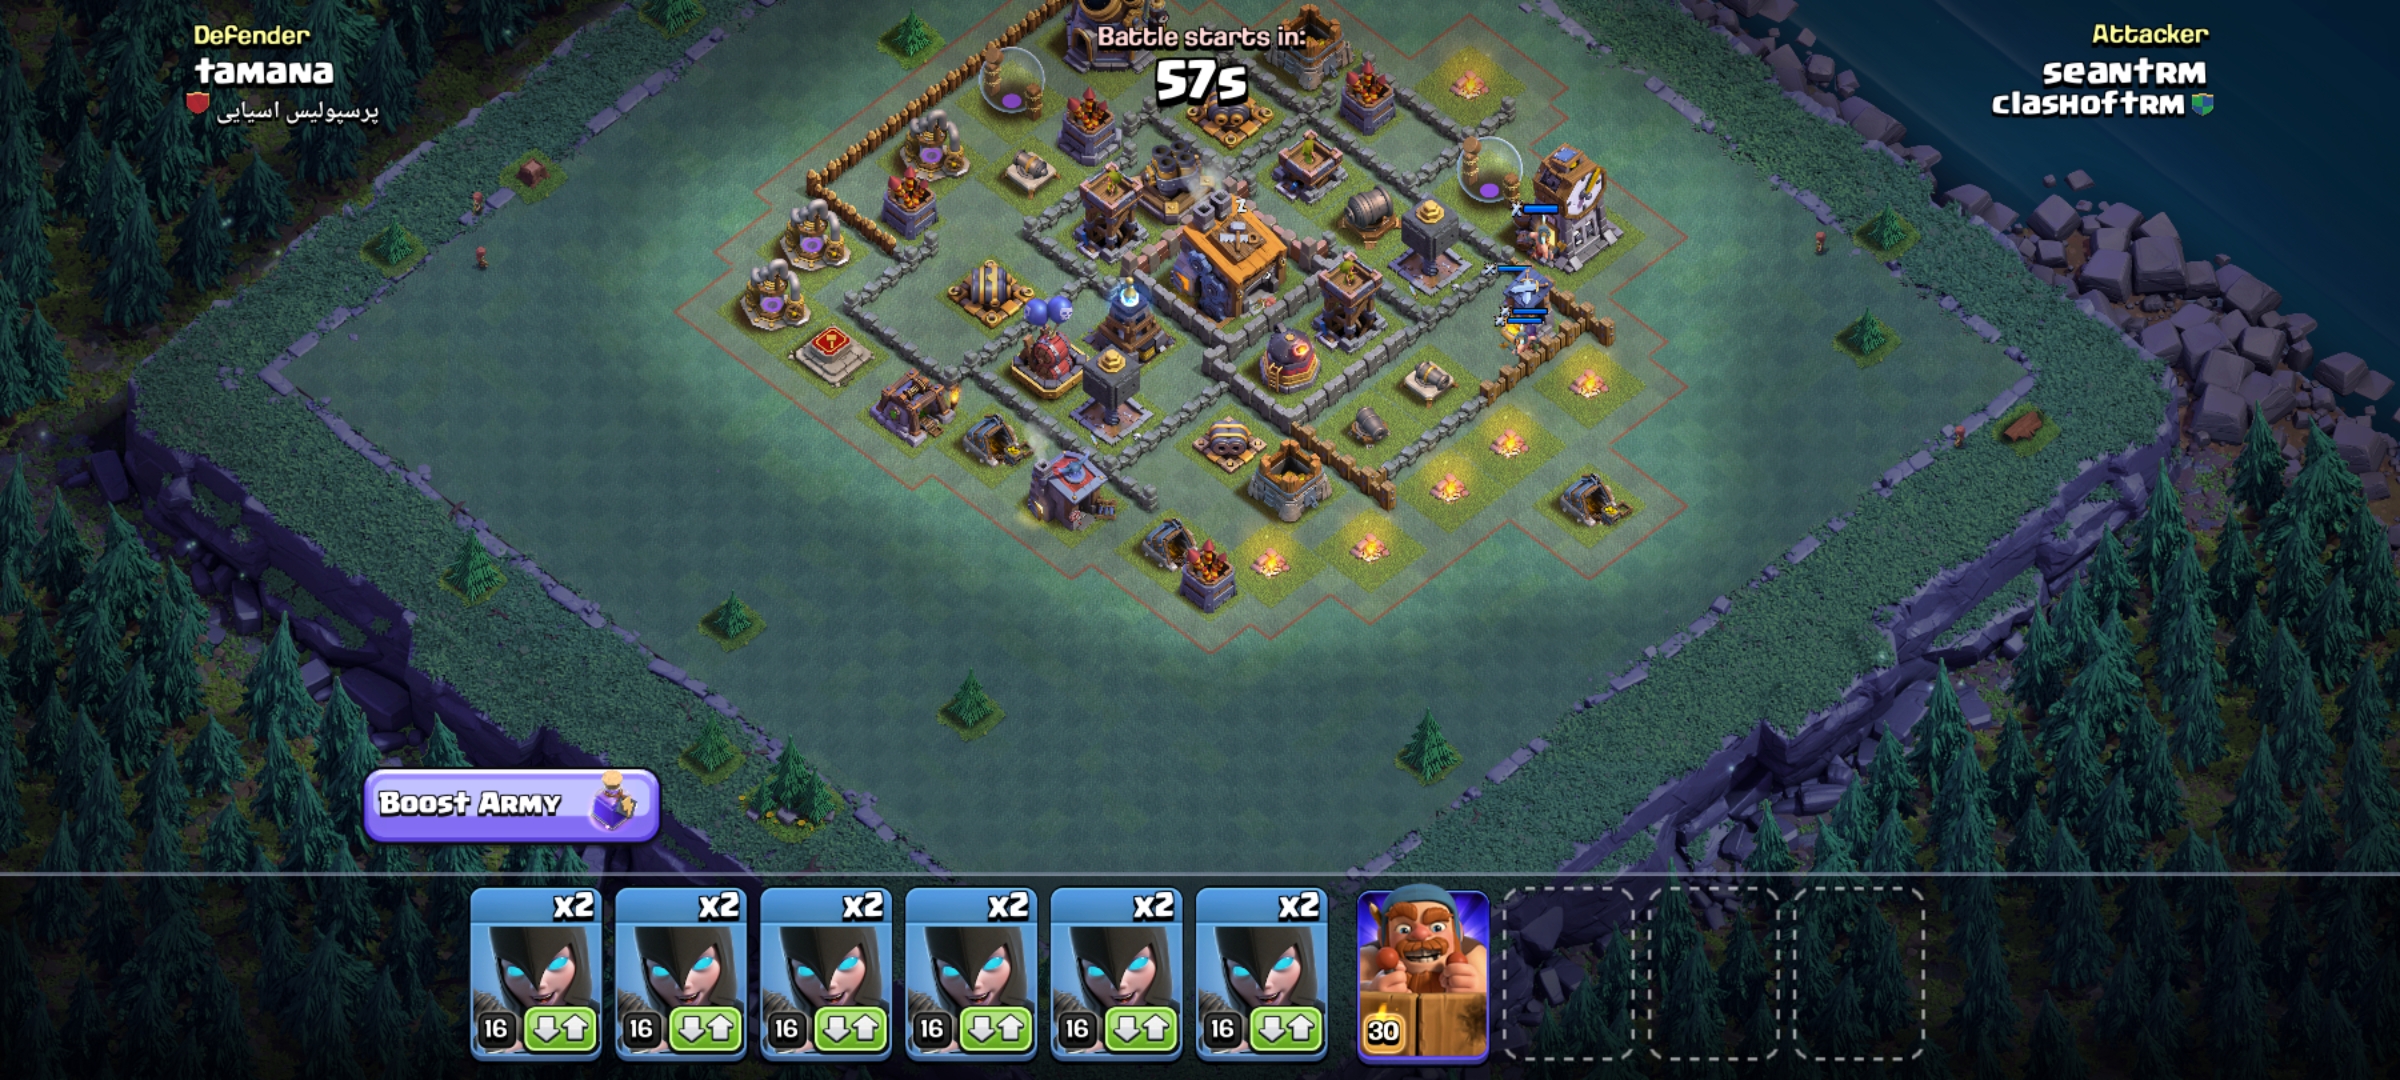 Defender
tamana
پرسپولیس اسیایی
Battle starts in:
57s
Attacker
seantRM
clashoftRM
Boost Army
x2
x2
x2
x2
x2
x2
16
16
16
16
16
16
30